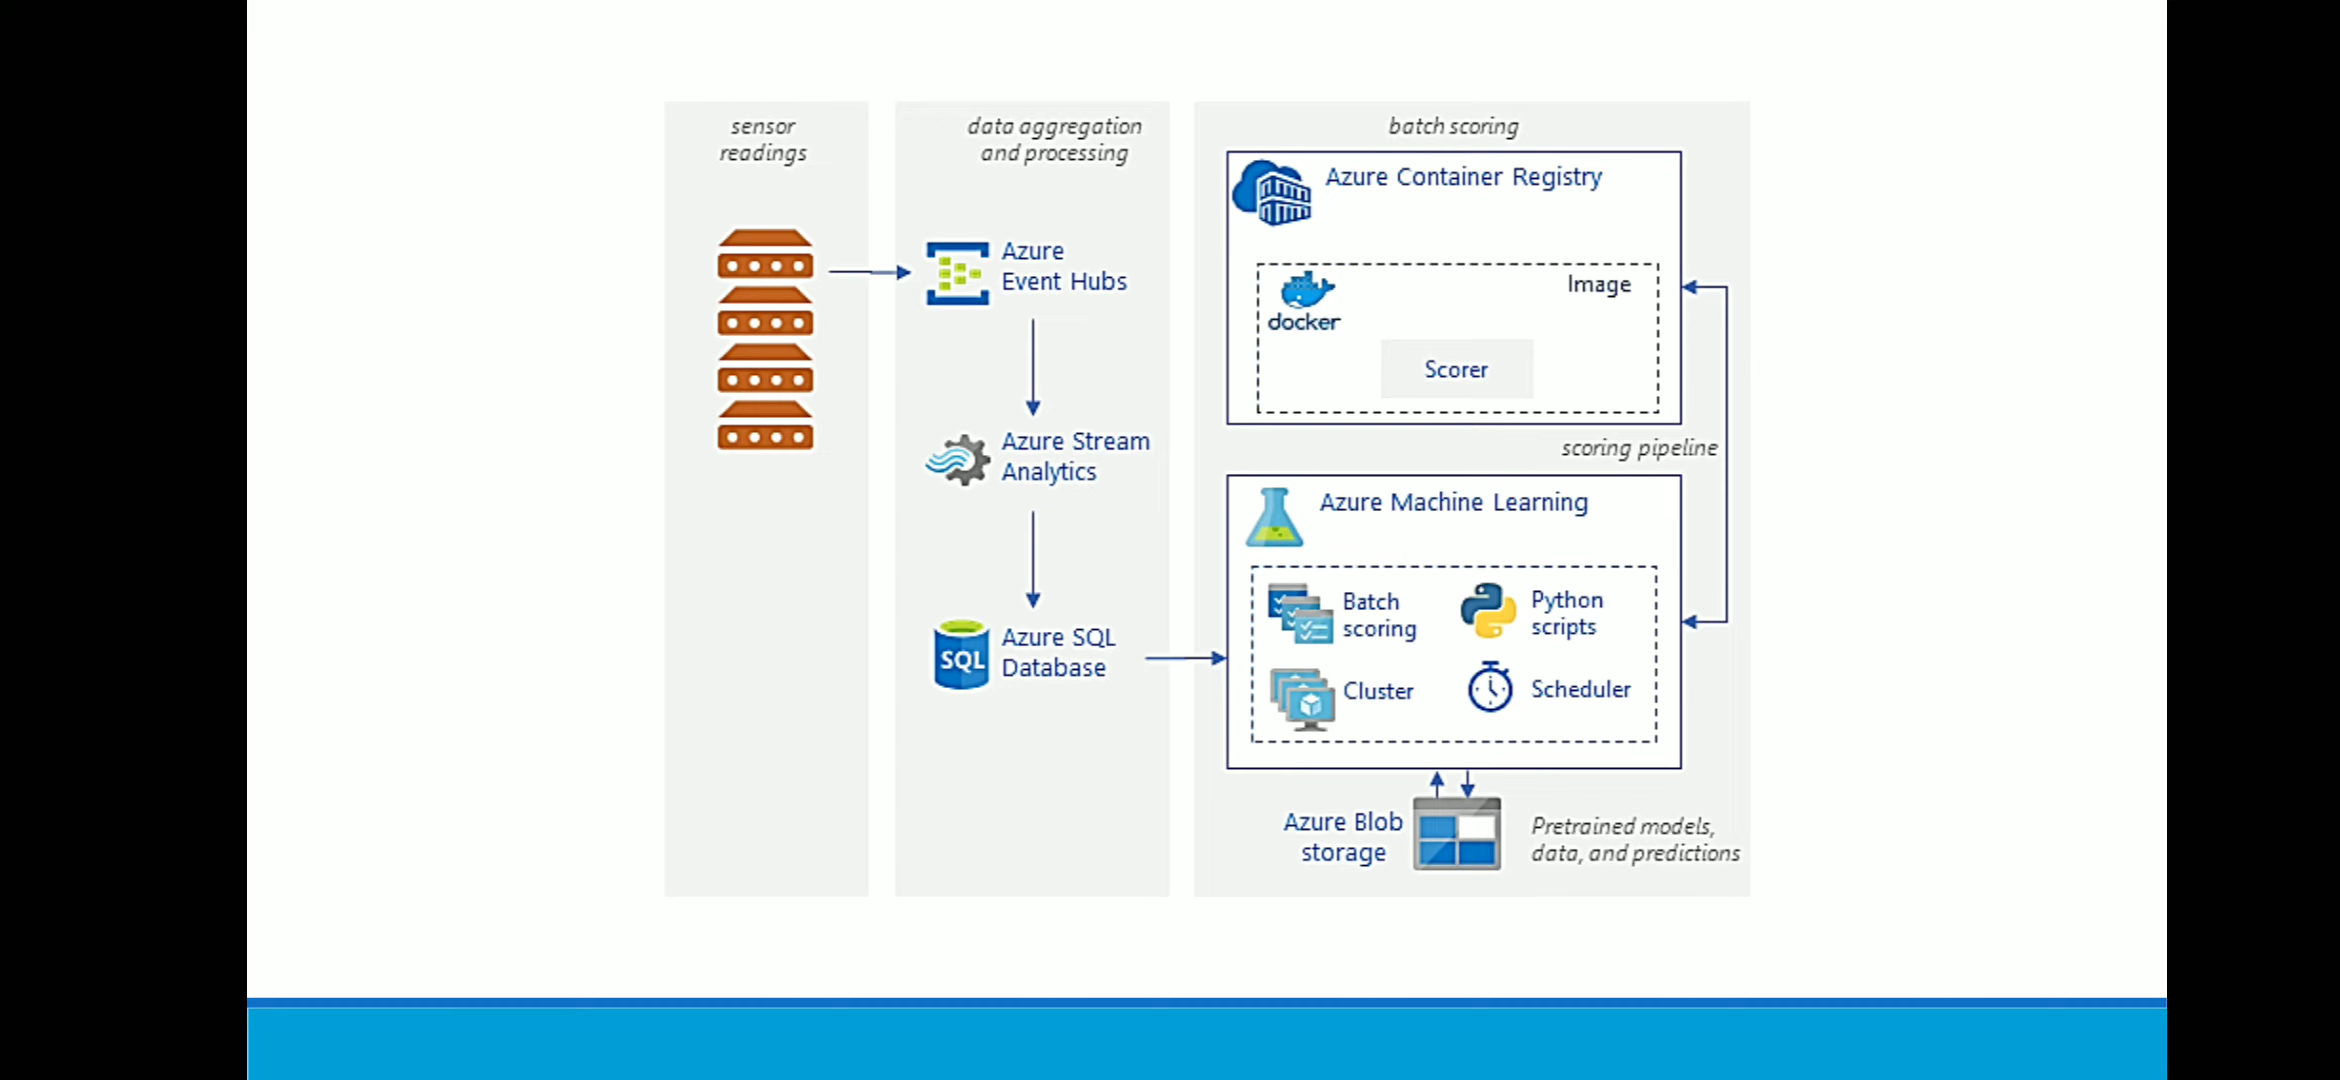 sensor
readings
data aggregation
and processing
batch scoring
Azure Container Registry
Azure
Event Hubs
docker
Image
Scorer
Azure Stream
Analytics
scoring pipeline
Azure Machine Learning
Batch
scoring
Python
scripts
Azure SQL
Database
SQL
Cluster
Scheduler
Azure Blob
storage
Pretrained models,
data, and predictions